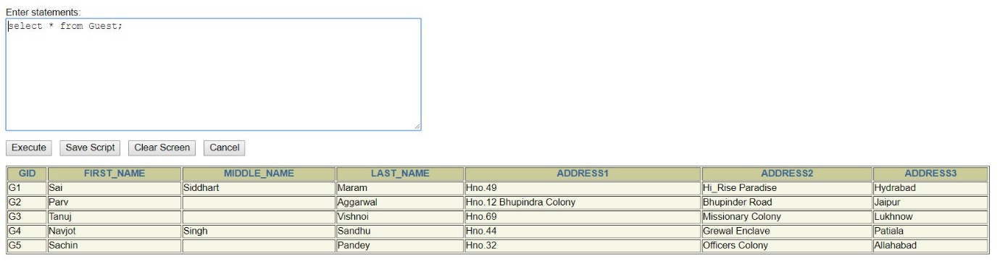 Enter statements:
select * from Guest;
Execute Save Script Clear Screen Cancel
GID FIRST_NAME MIDDLE_NAME LAST_NAME ADDRESS1 ADDRESS2 ADDRESS3
G1 Sai Siddhart Maram Hno.49 Hi_Rise Paradise Hydrabad
G2 Parv Aggarwal Hno.12 Bhupindra Colony Bhupinder Road Jaipur
G3 Tanuj Vishnoi Hno.69 Missionary Colony Lukhnow
G4 Navjot Singh Sandhu Hno.44 Grewal Enclave Patiala
G5 Sachin Pandey Hno.32 Officers Colony Allahabad